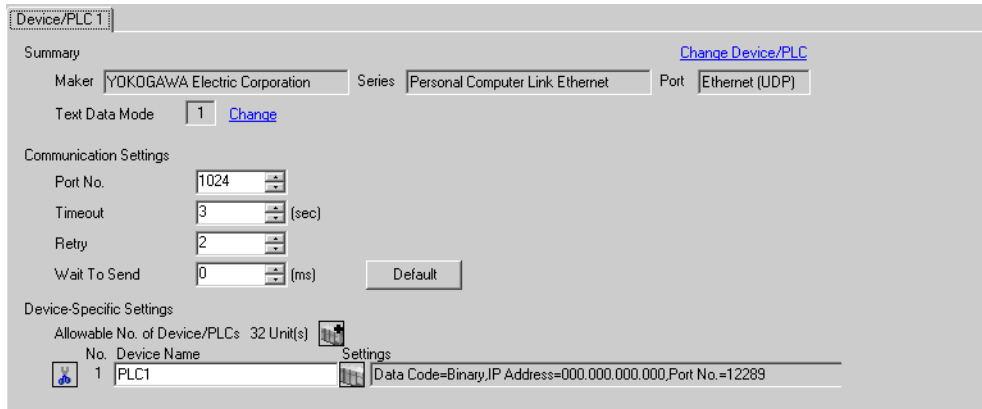 Device/PLC 1
Summary Change Device/PLC
Maker YOKOGAWA Electric Corporation Series Personal Computer Link Ethernet Port Ethernet (UDP)
Text Data Mode 1 Change
Communication Settings
Port No. 1024
Timeout 3 (sec)
Retry 2
Wait To Send 0 (ms) Default
Device-Specific Settings
Allowable No. of Device/PLCs 32 Unit(s)
No. Device Name Settings
1 PLC1 Data Code=Binary,IP Address=000.000.000.000,Port No.=12289